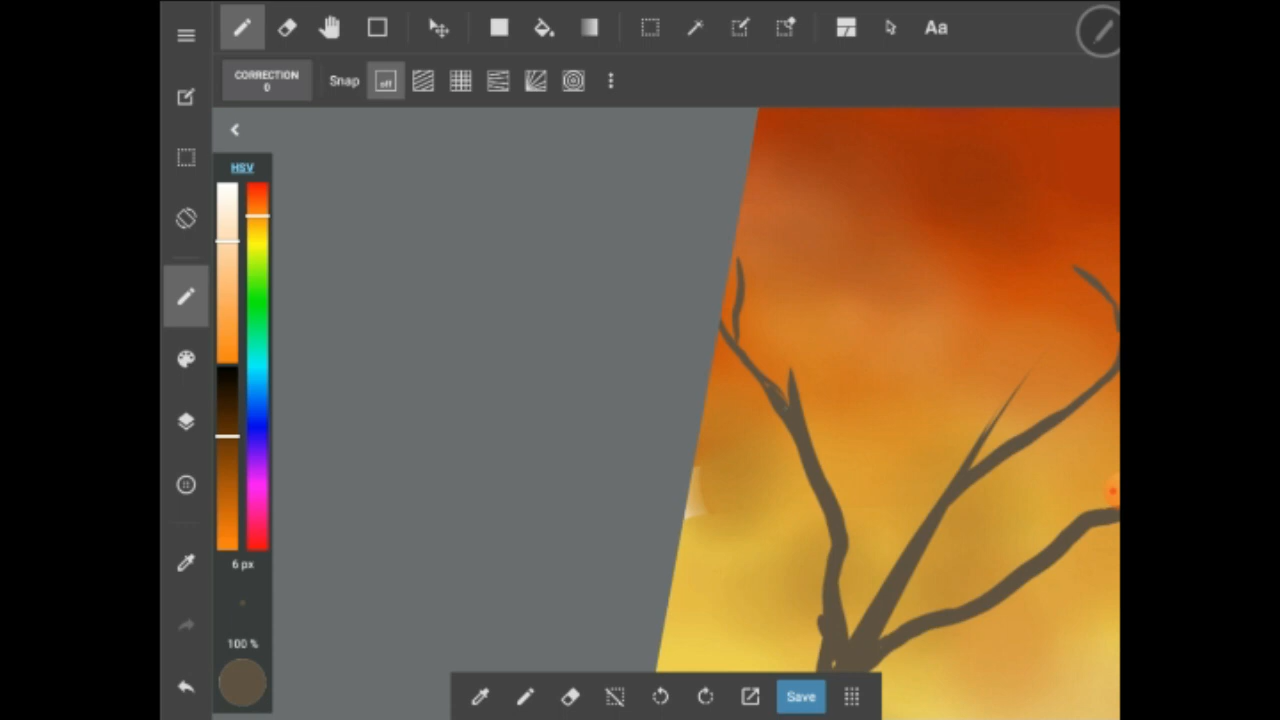 Aa
CORRECTION
0
Snap
off
HSV
6 px
100 %
Save